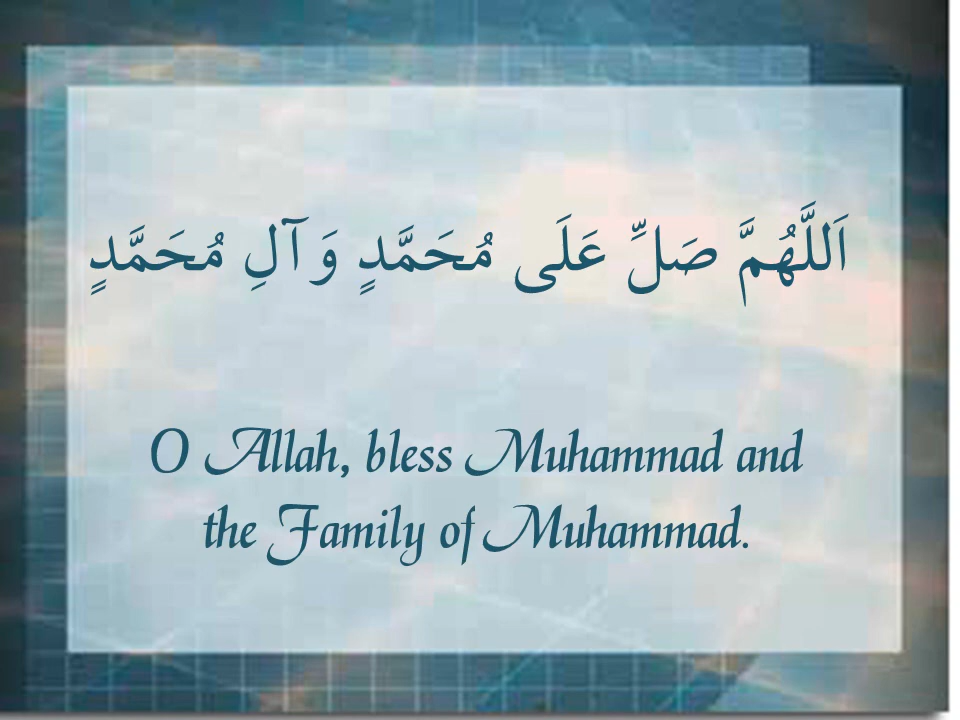 اَللَّهُمَّ صَلِّ عَلَى مُحَمَّدٍ وَ آلِ مُحَمَّدٍ
O Allah, bless Muhammad and
the Family of Muhammad.